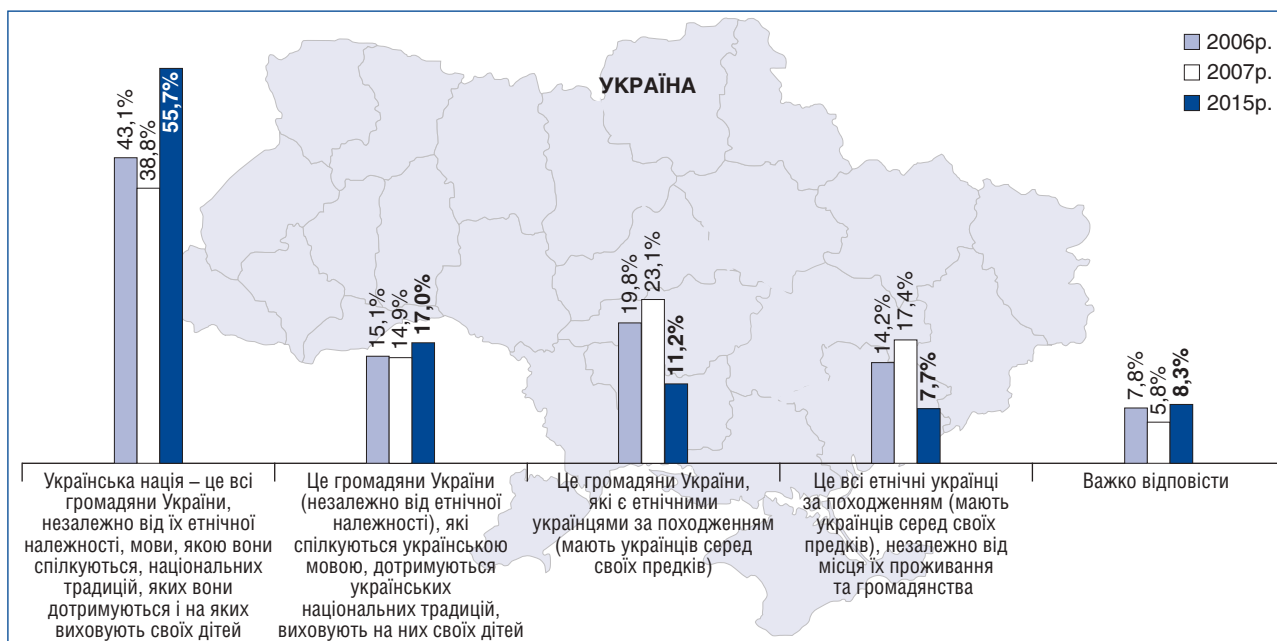 УКРАЇНА
2006р.
2007р.
2015р.
43,1%
38,8%
55,7%
15,1%
14,9%
17,0%
19,8%
23,1%
11,2%
14,2%
17,4%
7,7%
7,8%
5,8%
8,3%
Українська нація – це всі
громадяни України,
незалежно від їх етнічної
належності, мови, якою вони
спілкуються, національних
традицій, яких вони
дотримуються і на яких
виховують своїх дітей
Це громадяни України
(незалежно від етнічної
належності), які
спілкуються українською
мовою, дотримуються
українських
національних традицій,
виховують на них своїх дітей
Це громадяни України,
які є етнічними
українцями за походженням
(мають українців серед
своїх предків)
Це всі етнічні українці
за походженням (мають
українців серед своїх
предків), незалежно від
місця їх проживання
та громадянства
Важко відповісти